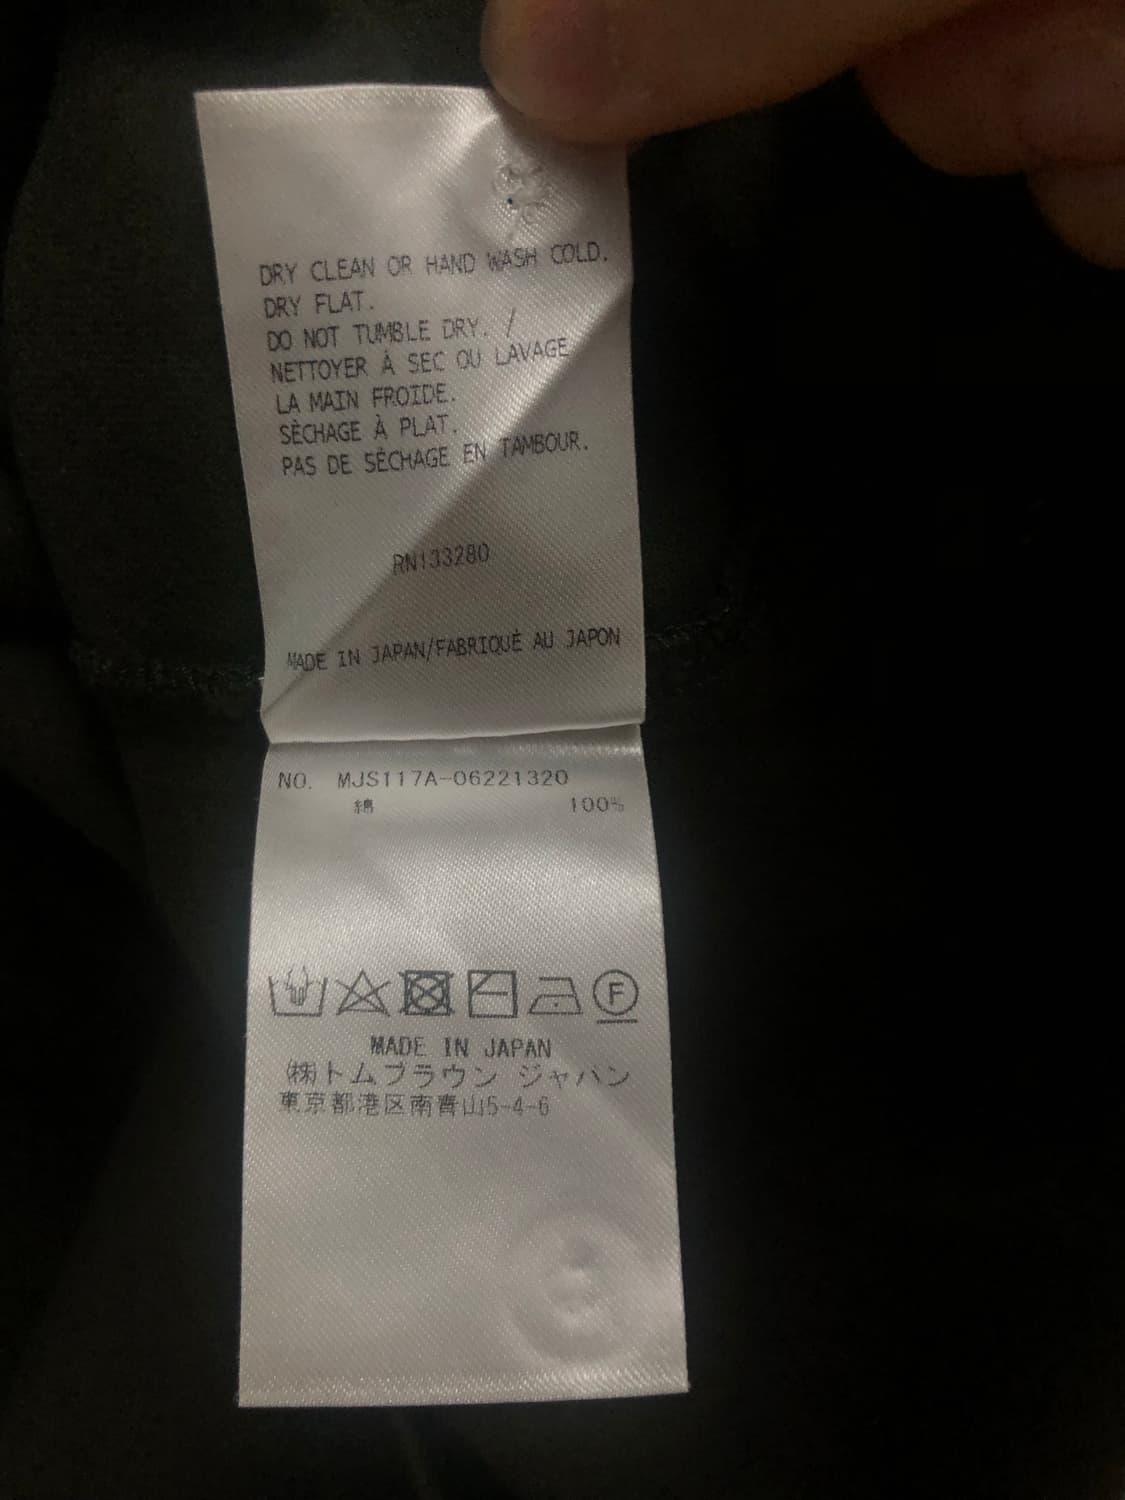 DRY CLEAN OR HAND WASH COLD.
DRY FLAT.
DO NOT TUMBLE DRY. /
NETTOYER À SEC OU LAVAGE
LA MAIN FROIDE.
SÈCHAGE À PLAT.
PAS DE SÈCHAGE EN TAMBOUR.
RN133280
MADE IN JAPAN/FABRIQUÈ AU JAPON
NO. MJS117A-06221320
綿 100%
F
MADE IN JAPAN
(株)トムブラウン ジャパン
東京都港区南青山5-4-6